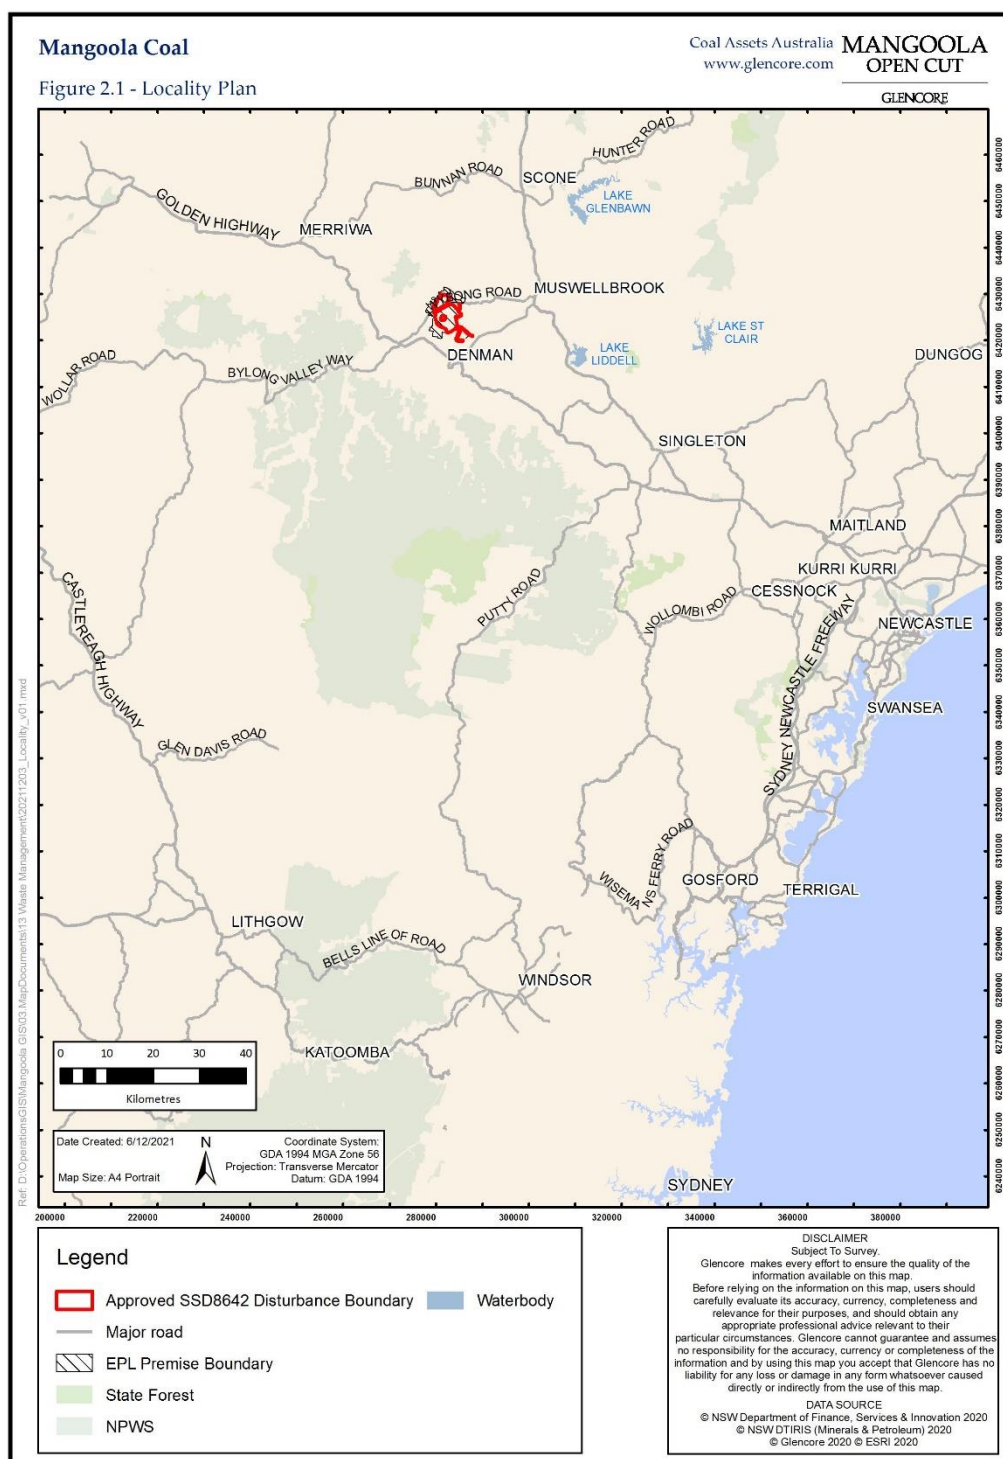 Mangoola Coal
Figure 2.1 - Locality Plan
Coal Assets Australia
www.glencore.com
MANGOOLA
OPEN CUT
GLENCORE
HUNTER ROAD
BUNNAN ROAD
SCONE
LAKE
GLENBAWN
GOLDEN HIGHWAY
MERRIWA
ONG ROAD
MUSWELLBROOK
LAKE ST
CLAIR
LAKE
LIDDELL
DENMAN
DUNGOG
WOLLAR ROAD
BYLONG VALLEY WAY
SINGLETON
MAITLAND
KURRI KURRI
CESSNOCK
PUTTY ROAD
WOLLOMBI ROAD
NEWCASTLE
CASTLEREAGH HIGHWAY
SYDNEY NEWCASTLE FREEWAY
SWANSEA
GLEN DAVIS ROAD
WISEMA
NS FERRY ROAD
GOSFORD
TERRIGAL
LITHGOW
BELLS LINE OF ROAD
WINDSOR
KATOOMBA
SYDNEY
6460000
6450000
6440000
6430000
6420000
6410000
6400000
6390000
6380000
6370000
6360000
6350000
6340000
6330000
6320000
6310000
6300000
6290000
6280000
6270000
6260000
6250000
6240000
Ref: D:\OperationsGIS\Mangoola GIS\03.MapDocuments\13 Waste Management\20211203_Locality_v01.mxd
0 10 20 30 40
Kilometres
Date Created: 6/12/2021
Map Size: A4 Portrait
N
Coordinate System:
GDA 1994 MGA Zone 56
Projection: Transverse Mercator
Datum: GDA 1994
200000 220000 240000 260000 280000 300000 320000 340000 360000 380000
Legend
Approved SSD8642 Disturbance Boundary
Waterbody
Major road
EPL Premise Boundary
State Forest
NPWS
DISCLAIMER
Subject To Survey.
Glencore makes every effort to ensure the quality of the
information available on this map.
Before relying on the information on this map, users should
carefully evaluate its accuracy, currency, completeness and
relevance for their purposes, and should obtain any
appropriate professional advice relevant to their
particular circumstances. Glencore cannot guarantee and assumes
no responsibility for the accuracy, currency or completeness of the
information and by using this map you accept that Glencore has no
liability for any loss or damage in any form whatsoever caused
directly or indirectly from the use of this map.
DATA SOURCE
© NSW Department of Finance, Services & Innovation 2020
© NSW DTIRIS (Minerals & Petroleum) 2020
© Glencore 2020 © ESRI 2020